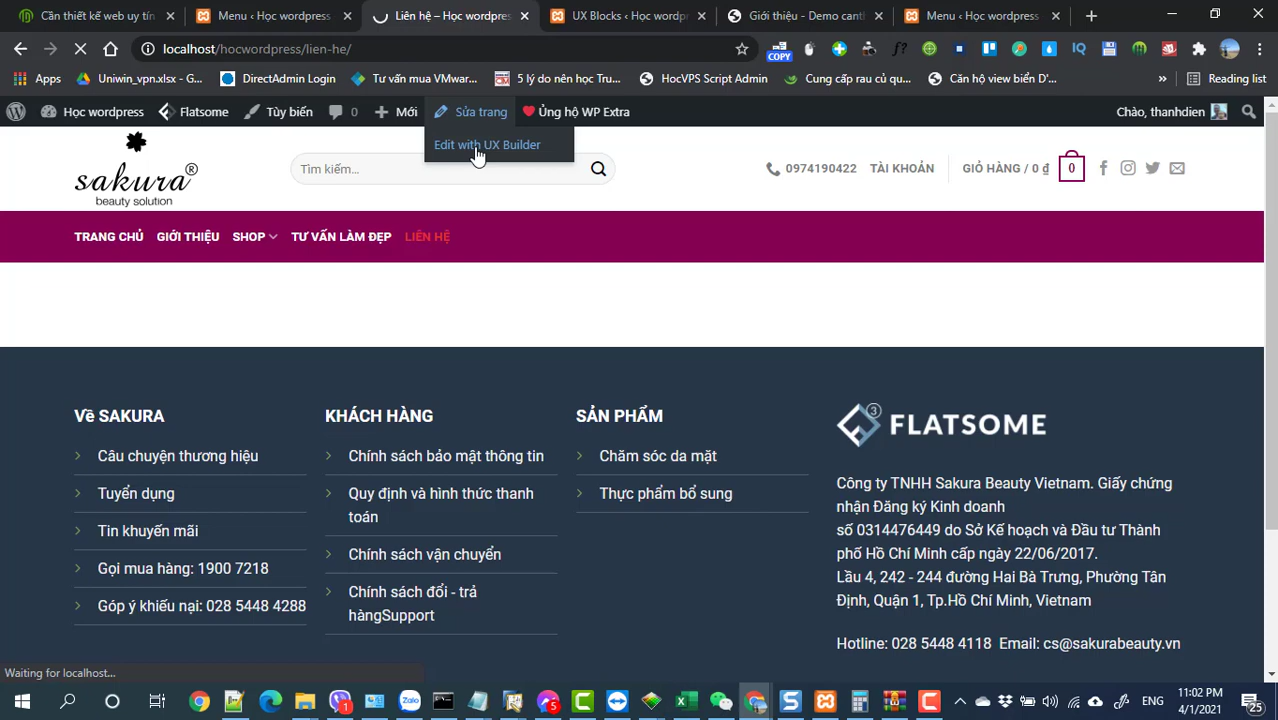 Cần thiết kế web uy tín
Menu ‹ Học wordpress
Liên hệ – Học wordpres
UX Blocks ‹ Học wordpr
Giới thiệu - Demo canth
Menu ‹ Học wordpress
localhost/hocwordpress/lien-he/
COPY
f?
IQ
Apps
Uniwin_vpn.xlsx - G...
DirectAdmin Login
Tư vấn mua VMwar...
5 lý do nên học Tru...
HocVPS Script Admin
Cung cấp rau củ qu...
Căn hộ view biển D'...
»
Reading list
Học wordpress
Flatsome
Tùy biến
0
Mới
Sửa trang
Ủng hộ WP Extra
Chào, thanhdien
Edit with UX Builder
sakura®
beauty solution
Tìm kiếm...
0974190422
TÀI KHOẢN
GIỎ HÀNG / 0 ₫
0
TRANG CHỦ
GIỚI THIỆU
SHOP
TƯ VẤN LÀM ĐẸP
LIÊN HỆ
Về SAKURA
Câu chuyện thương hiệu
Tuyển dụng
Tin khuyến mãi
Gọi mua hàng: 1900 7218
Góp ý khiếu nại: 028 5448 4288
KHÁCH HÀNG
Chính sách bảo mật thông tin
Quy định và hình thức thanh
toán
Chính sách vận chuyển
Chính sách đổi - trả
hàngSupport
SẢN PHẨM
Chăm sóc da mặt
Thực phẩm bổ sung
3
FLATSOME
Công ty TNHH Sakura Beauty Vietnam. Giấy chứng
nhận Đăng ký Kinh doanh
số 0314476449 do Sở Kế hoạch và Đầu tư Thành
phố Hồ Chí Minh cấp ngày 22/06/2017.
Lầu 4, 242 - 244 đường Hai Bà Trưng, Phường Tân
Định, Quận 1, Tp.Hồ Chí Minh, Vietnam
Hotline: 028 5448 4118 Email: cs@sakurabeauty.vn
Waiting for localhost...
1
Zalo
5
ENG
11:02 PM
4/1/2021
25